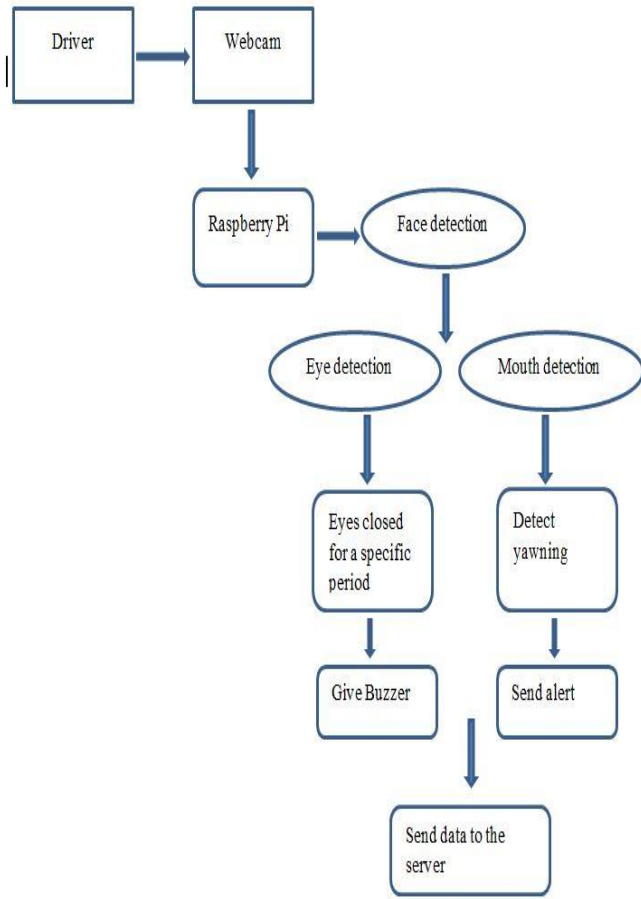 Driver
Webcam
Raspberry Pi
Face detection
Eye detection
Mouth detection
Eyes closed
for a specific
period
Detect
yawning
Give Buzzer
Send alert
Send data to the
server